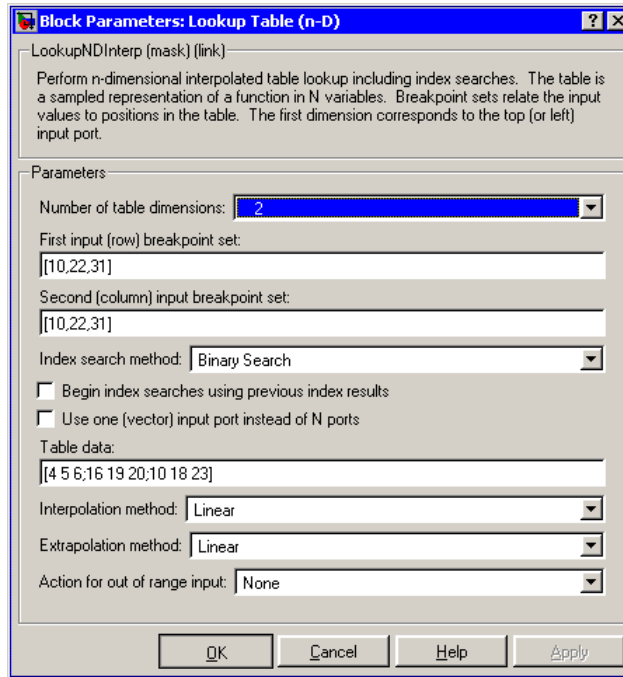 Block Parameters: Lookup Table (n-D)
LookupNDInterp (mask) (link)
Perform n-dimensional interpolated table lookup including index searches. The table is
a sampled representation of a function in N variables. Breakpoint sets relate the input
values to positions in the table. The first dimension corresponds to the top (or left)
input port.
Parameters
Number of table dimensions: 2
First input (row) breakpoint set:
[10,22,31]
Second (column) input breakpoint set:
[10,22,31]
Index search method: Binary Search
Begin index searches using previous index results
Use one (vector) input port instead of N ports
Table data:
[4 5 6;16 19 20;10 18 23]
Interpolation method: Linear
Extrapolation method: Linear
Action for out of range input: None
OK Cancel Help Apply